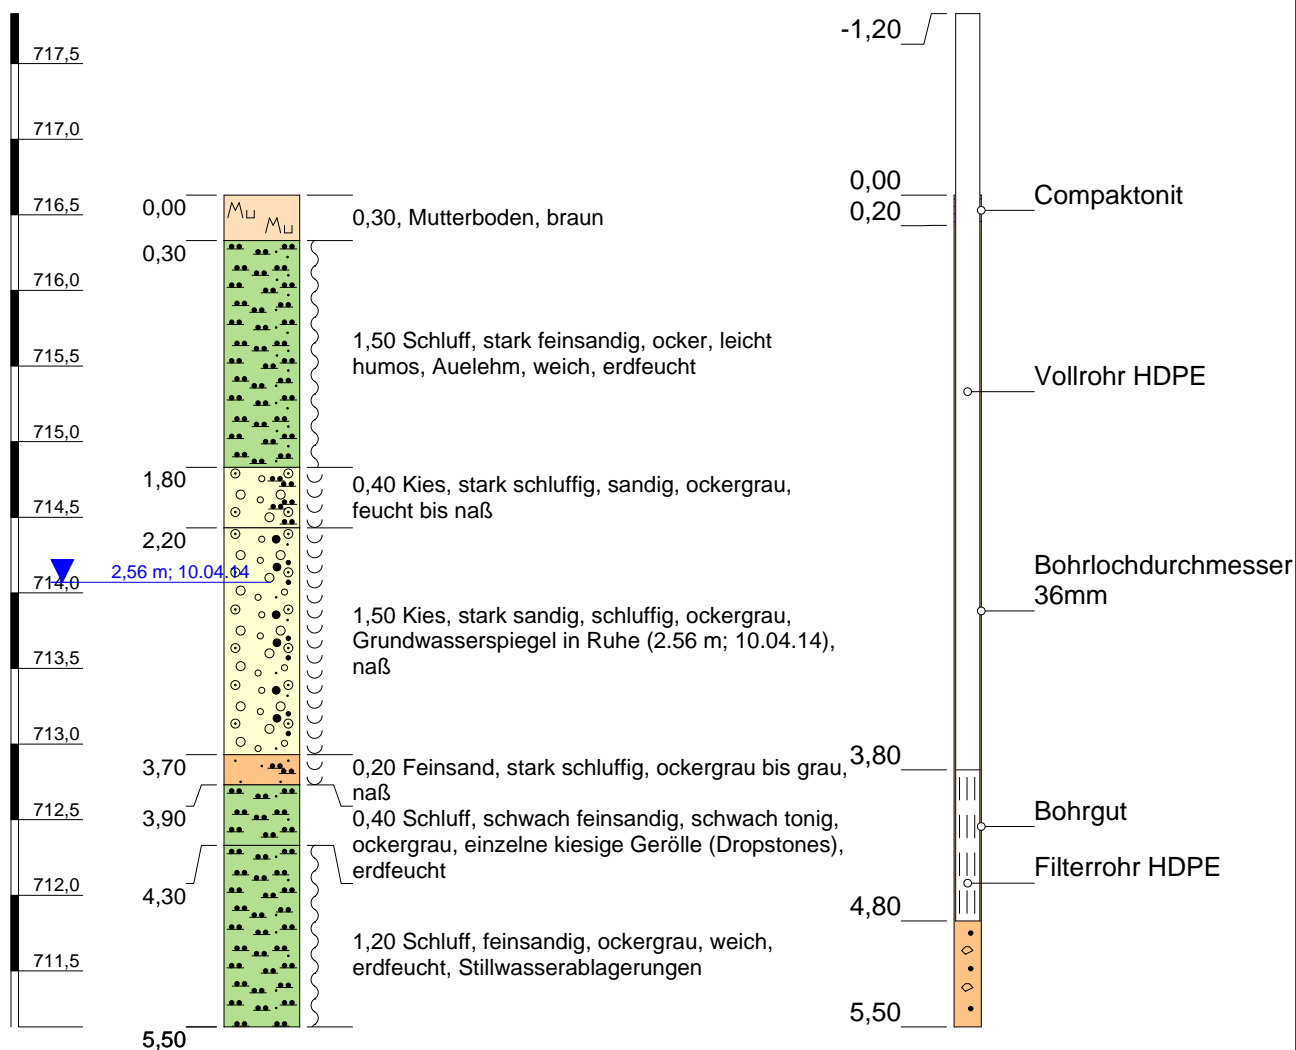 717,5
717,0
716,5
716,0
715,5
715,0
714,5
714,0
713,5
713,0
712,5
712,0
711,5
0,00
0,30
1,80
2,20
2,56 m; 10.04.14
3,70
3,90
4,30
5,50
Mu
Mu
0,30, Mutterboden, braun
1,50 Schluff, stark feinsandig, ocker, leicht
humos, Auelehm, weich, erdfeucht
0,40 Kies, stark schluffig, sandig, ockergrau,
feucht bis naß
1,50 Kies, stark sandig, schluffig, ockergrau,
Grundwasserspiegel in Ruhe (2.56 m; 10.04.14),
naß
0,20 Feinsand, stark schluffig, ockergrau bis grau,
naß
0,40 Schluff, schwach feinsandig, schwach tonig,
ockergrau, einzelne kiesige Gerölle (Dropstones),
erdfeucht
1,20 Schluff, feinsandig, ockergrau, weich,
erdfeucht, Stillwasserablagerungen
-1,20
0,00
0,20
3,80
4,80
5,50
Compaktonit
Vollrohr HDPE
Bohrlochdurchmesser
36mm
Bohrgut
Filterrohr HDPE